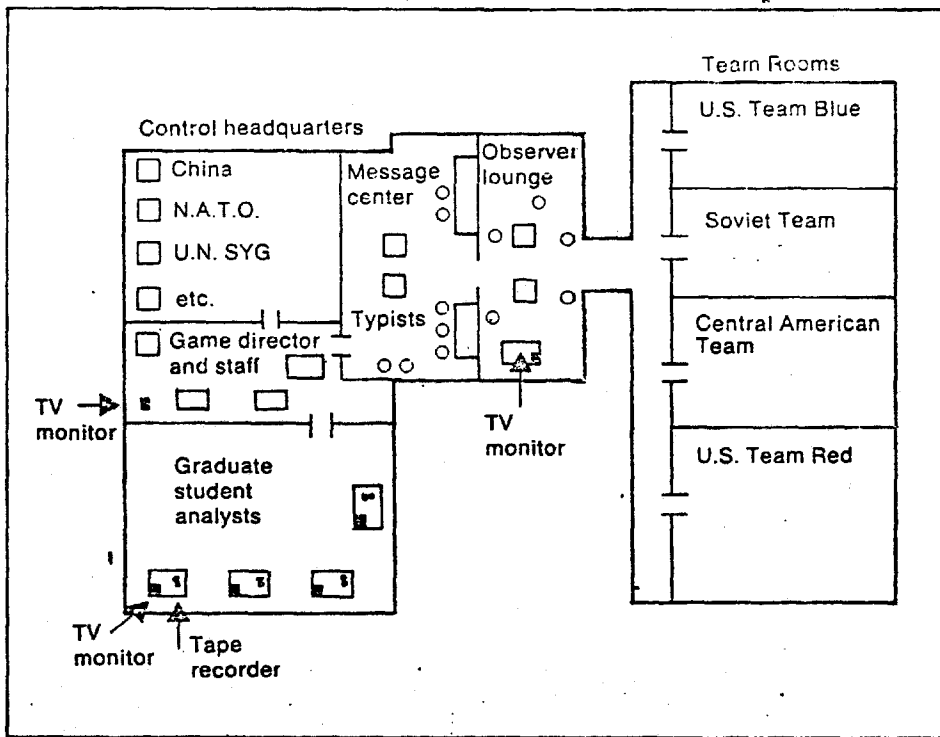 Team Rooms
U.S. Team Blue
Control headquarters
China
Message
center
Observer
lounge
N.A.T.O.
Soviet Team
U.N. SYG
etc.
Typists
Central American
Team
Game director
and staff
TV
monitor
TV
monitor
U.S. Team Red
Graduate
student
analysts
TV
monitor
Tape
recorder